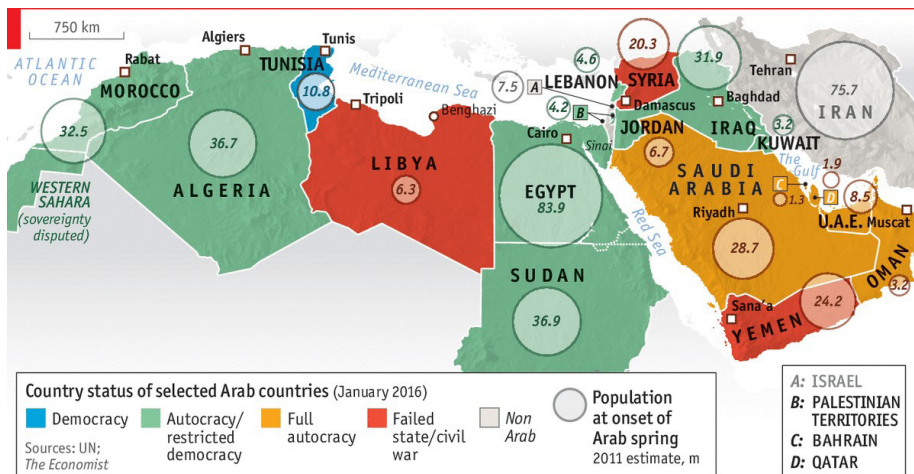 750 km
ATLANTIC
OCEAN
Rabat
MOROCCO
32.5
WESTERN
SAHARA
(sovereignty
disputed)
Algiers
36.7
ALGERIA
Tunis
TUNISIA
10.8
Mediterranean Sea
Tripoli
Benghazi
LIBYA
6.3
7.5
A
4.6
LEBANON
4.2
B
20.3
SYRIA
Damascus
31.9
Baghdad
IRAQ
Tehran
75.7
IRAN
JORDAN
6.7
3.2
KUWAIT
Cairo
Sinai
EGYPT
83.9
Red Sea
SUDAN
36.9
SAUDI
ARABIA
Riyadh
28.7
The
Gulf
1.9
C
1.3
D
8.5
U.A.E.
Muscat
OMAN
3.2
Sana'a
24.2
YEMEN
Country status of selected Arab countries (January 2016)
Democracy
Autocracy/
restricted
democracy
Full
autocracy
Failed
state/civil
war
Non
Arab
Population
at onset of
Arab spring
2011 estimate, m
Sources: UN;
The Economist
A: ISRAEL
B: PALESTINIAN
TERRITORIES
C: BAHRAIN
D: QATAR